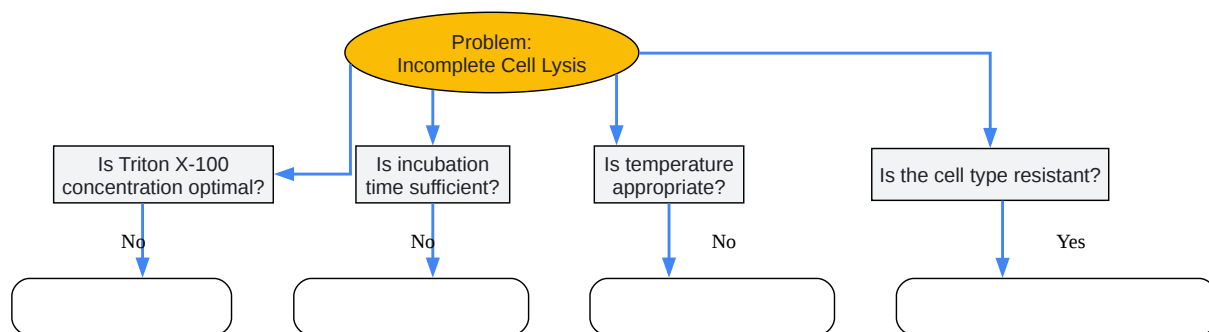 Problem:
Incomplete Cell Lysis
Is Triton X-100
concentration optimal?
Is incubation
time sufficient?
Is temperature
appropriate?
Is the cell type resistant?
No
No
No
Yes